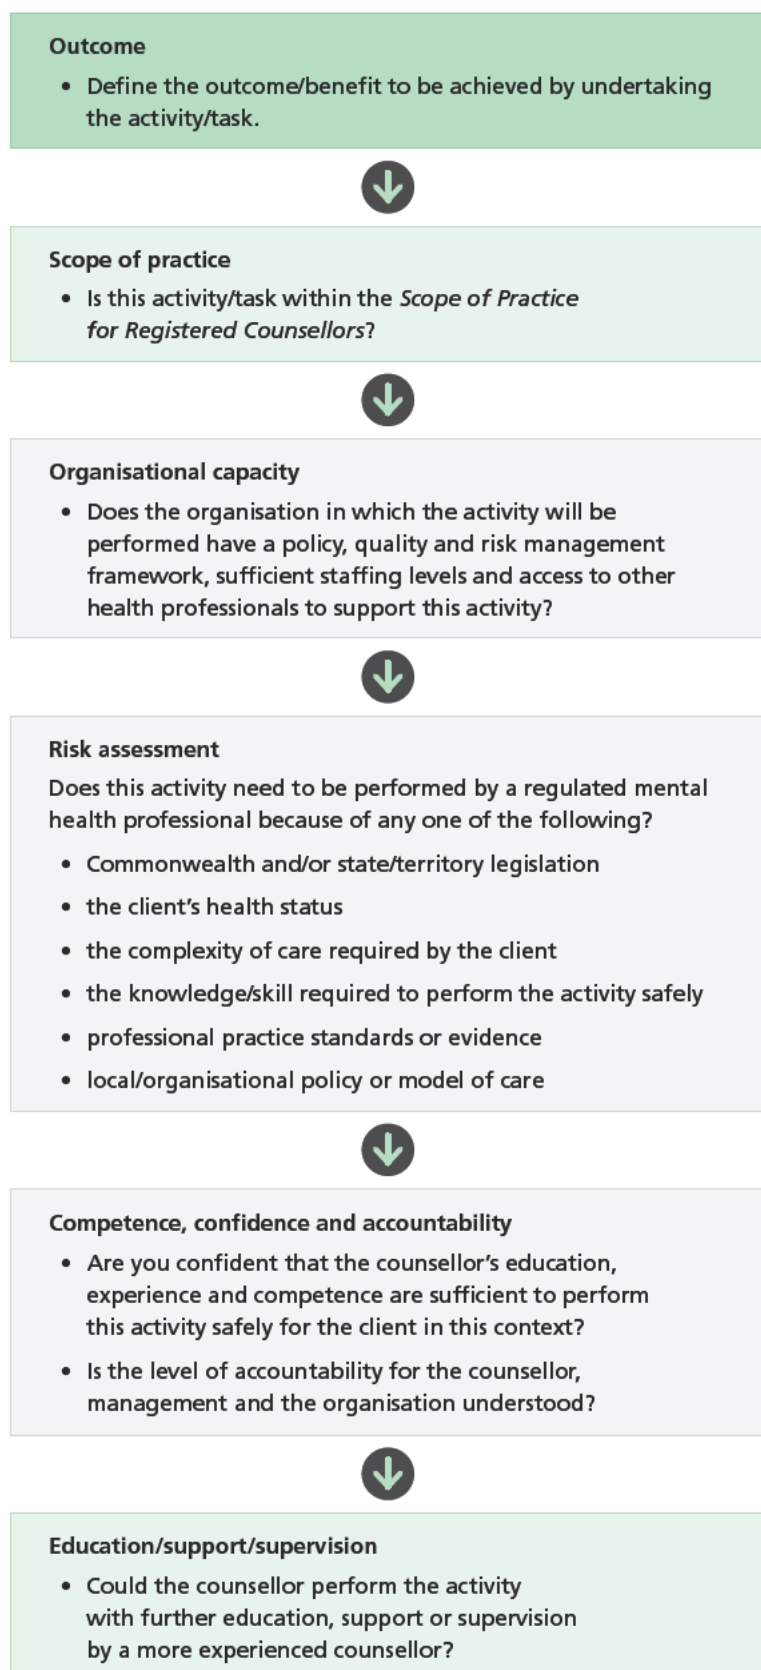 Outcome
• Define the outcome/benefit to be achieved by undertaking
the activity/task.
Scope of practice
• Is this activity/task within the Scope of Practice
for Registered Counsellors?
Organisational capacity
• Does the organisation in which the activity will be
performed have a policy, quality and risk management
framework, sufficient staffing levels and access to other
health professionals to support this activity?
Risk assessment
Does this activity need to be performed by a regulated mental
health professional because of any one of the following?
• Commonwealth and/or state/territory legislation
• the client’s health status
• the complexity of care required by the client
• the knowledge/skill required to perform the activity safely
• professional practice standards or evidence
• local/organisational policy or model of care
Competence, confidence and accountability
• Are you confident that the counsellor’s education,
experience and competence are sufficient to perform
this activity safely for the client in this context?
• Is the level of accountability for the counsellor,
management and the organisation understood?
Education/support/supervision
• Could the counsellor perform the activity
with further education, support or supervision
by a more experienced counsellor?